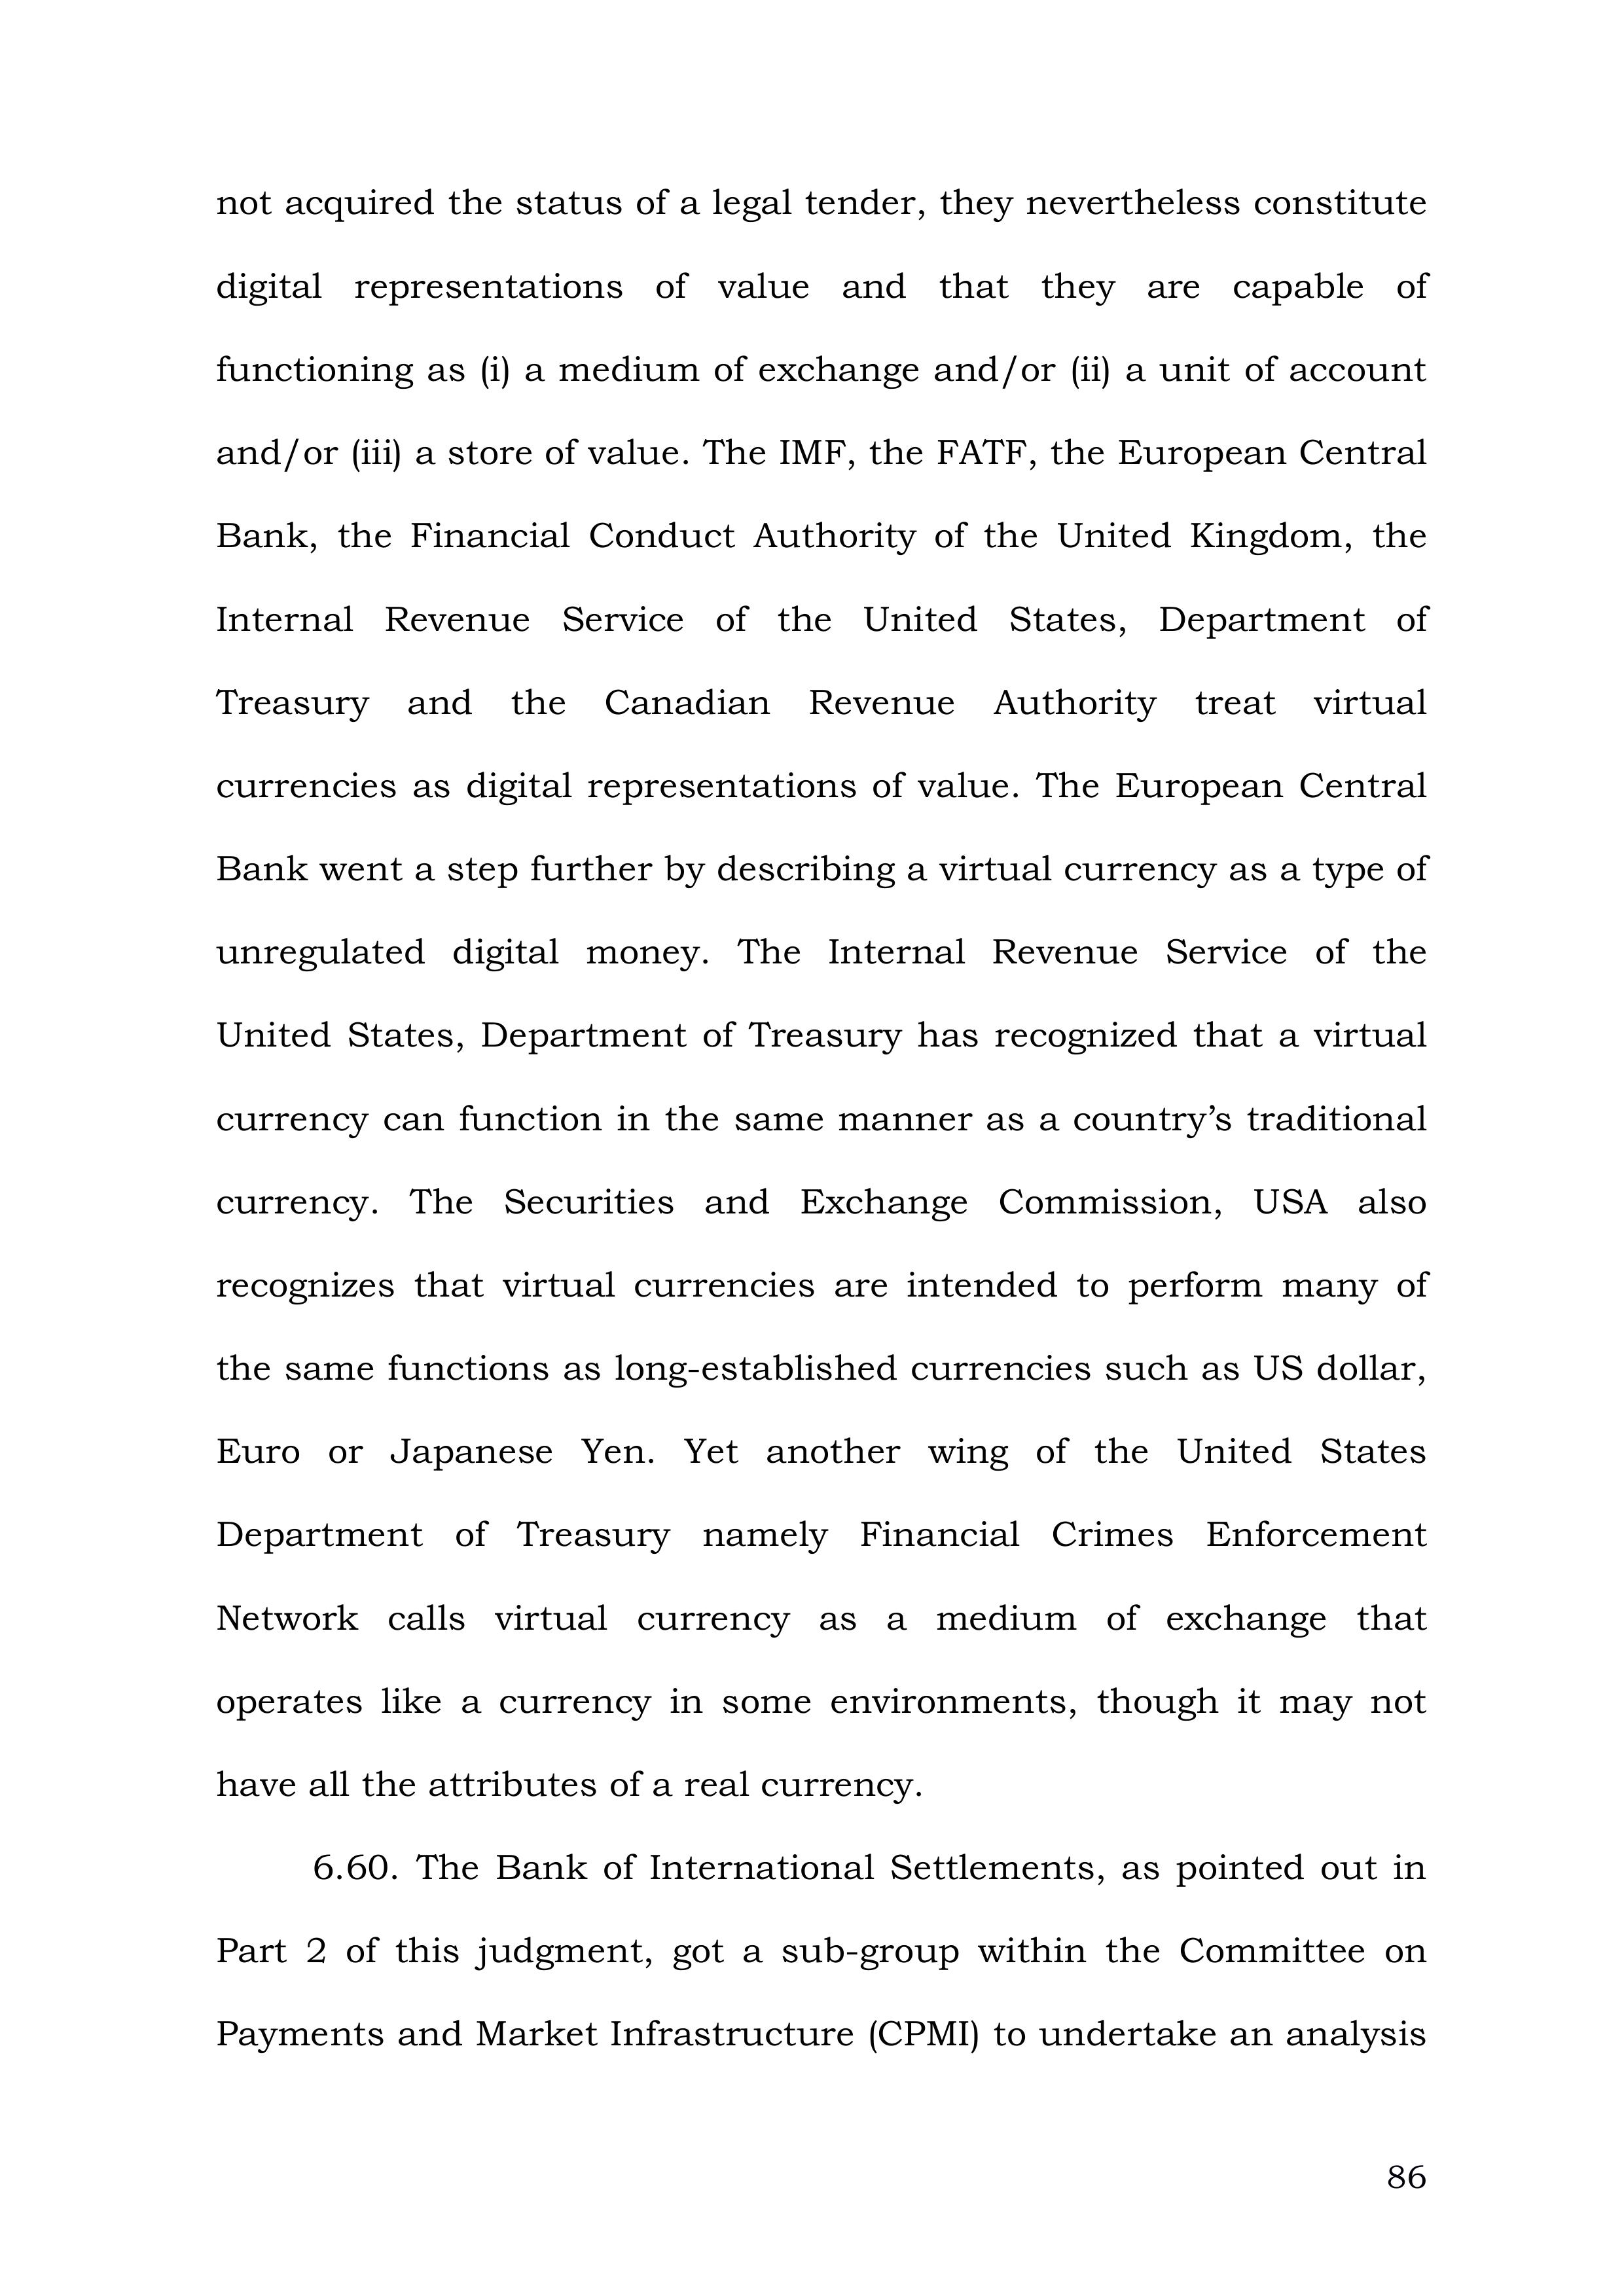 not acquired the status of a legal tender, they nevertheless constitute
digital representations of value and that they are capable of
functioning as (i) a medium of exchange and/or (ii) a unit of account
and/or (iii) a store of value. The IMF, the FATF, the European Central
Bank, the Financial Conduct Authority of the United Kingdom, the
Internal Revenue Service of the United States, Department of
Treasury and the Canadian Revenue Authority treat virtual
currencies as digital representations of value. The European Central
Bank went a step further by describing a virtual currency as a type of
unregulated digital money. The Internal Revenue Service of the
United States, Department of Treasury has recognized that a virtual
currency can function in the same manner as a country’s traditional
currency. The Securities and Exchange Commission, USA also
recognizes that virtual currencies are intended to perform many of
the same functions as long-established currencies such as US dollar,
Euro or Japanese Yen. Yet another wing of the United States
Department of Treasury namely Financial Crimes Enforcement
Network calls virtual currency as a medium of exchange that
operates like a currency in some environments, though it may not
have all the attributes of a real currency.
6.60. The Bank of International Settlements, as pointed out in
Part 2 of this judgment, got a sub-group within the Committee on
Payments and Market Infrastructure (CPMI) to undertake an analysis
86